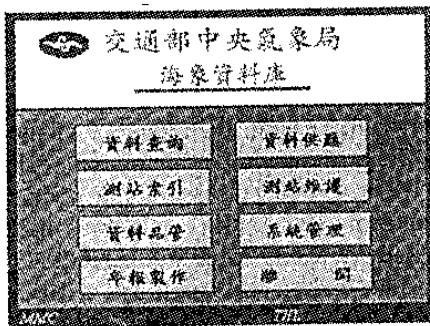 交通部中央氣象局
海象資料庫
資料查詢 資料供應
測站索引 測站維護
資料品管 系統管理
年報製作 離 開
MMC